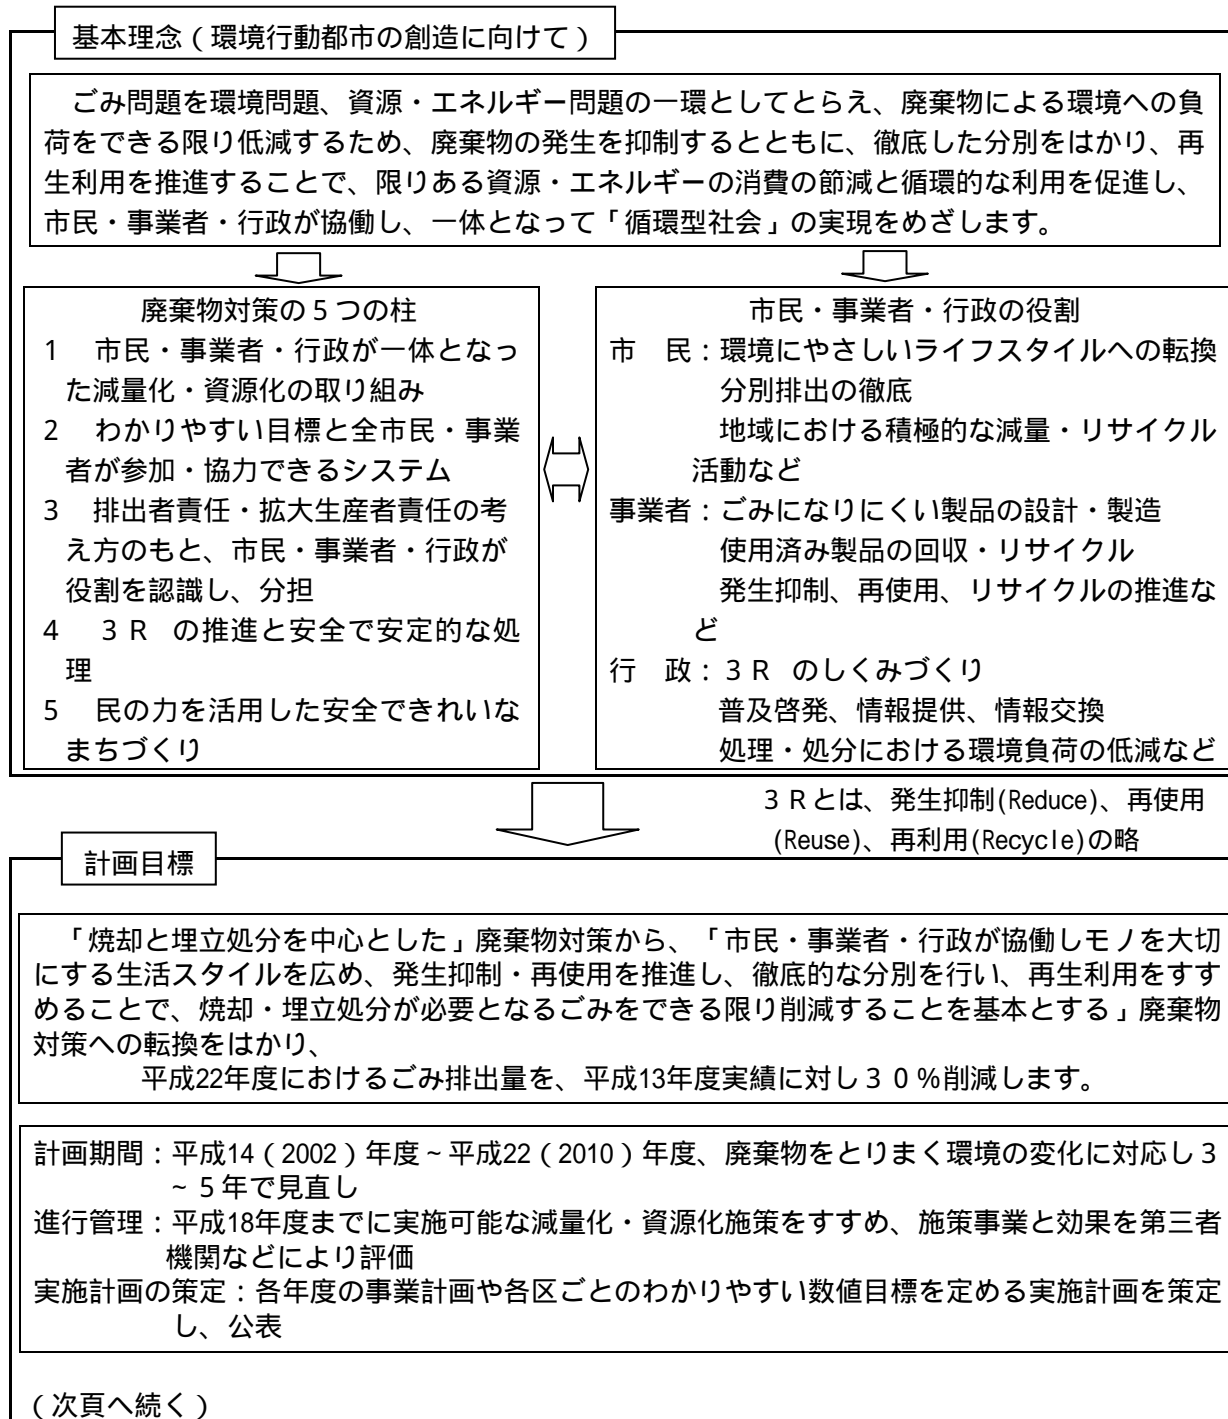 基本理念(環境行動都市の創造に向けて)
ごみ問題を環境問題、資源・エネルギー問題の一環としてとらえ、廃棄物による環境への負
荷をできる限り低減するため、廃棄物の発生を抑制するとともに、徹底した分別をはかり、再
生利用を推進することで、限りある資源・エネルギーの消費の節減と循環的な利用を促進し、
市民・事業者・行政が協働し、一体となって「循環型社会」の実現をめざします。
廃棄物対策の5つの柱
1 市民・事業者・行政が一体となっ
た減量化・資源化の取り組み
2 わかりやすい目標と全市民・事業
者が参加・協力できるシステム
3 排出者責任・拡大生産者責任の考
え方のもと、市民・事業者・行政が
役割を認識し、分担
4 3R の推進と安全で安定的な処
理
5 民の力を活用した安全できれいな
まちづくり
市民・事業者・行政の役割
市 民:環境にやさしいライフスタイルへの転換
分別排出の徹底
地域における積極的な減量・リサイクル
活動など
事業者:ごみになりにくい製品の設計・製造
使用済み製品の回収・リサイクル
発生抑制、再使用、リサイクルの推進な
ど
行 政:3R のしくみづくり
普及啓発、情報提供、情報交換
処理・処分における環境負荷の低減など
3Rとは、発生抑制(Reduce)、再使用
(Reuse)、再利用(Recycle)の略
計画目標
「焼却と埋立処分を中心とした」廃棄物対策から、「市民・事業者・行政が協働しモノを大切
にする生活スタイルを広め、発生抑制・再使用を推進し、徹底的な分別を行い、再生利用をすす
めることで、焼却・埋立処分が必要となるごみをできる限り削減することを基本とする」廃棄物
対策への転換をはかり、
平成22年度におけるごみ排出量を、平成13年度実績に対し30%削減します。
計画期間:平成14(2002)年度~平成22(2010)年度、廃棄物をとりまく環境の変化に対応し3
~5年で見直し
進行管理:平成18年度までに実施可能な減量化・資源化施策をすすめ、施策事業と効果を第三者
機関などにより評価
実施計画の策定:各年度の事業計画や各区ごとのわかりやすい数値目標を定める実施計画を策定
し、公表
(次頁へ続く)